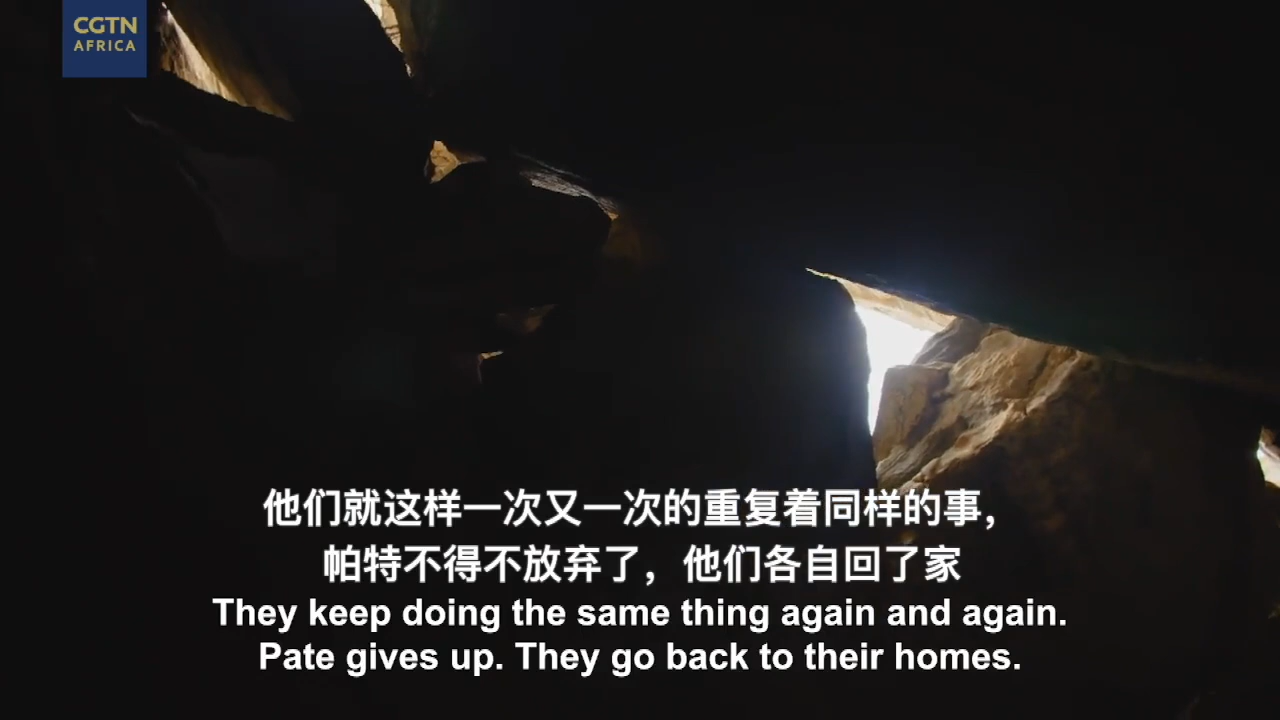 CGTN
AFRICA
他们就这样一次又一次的重复着同样的事，
帕特不得不放弃了，他们各自回了家
They keep doing the same thing again and again.
Pate gives up. They go back to their homes.